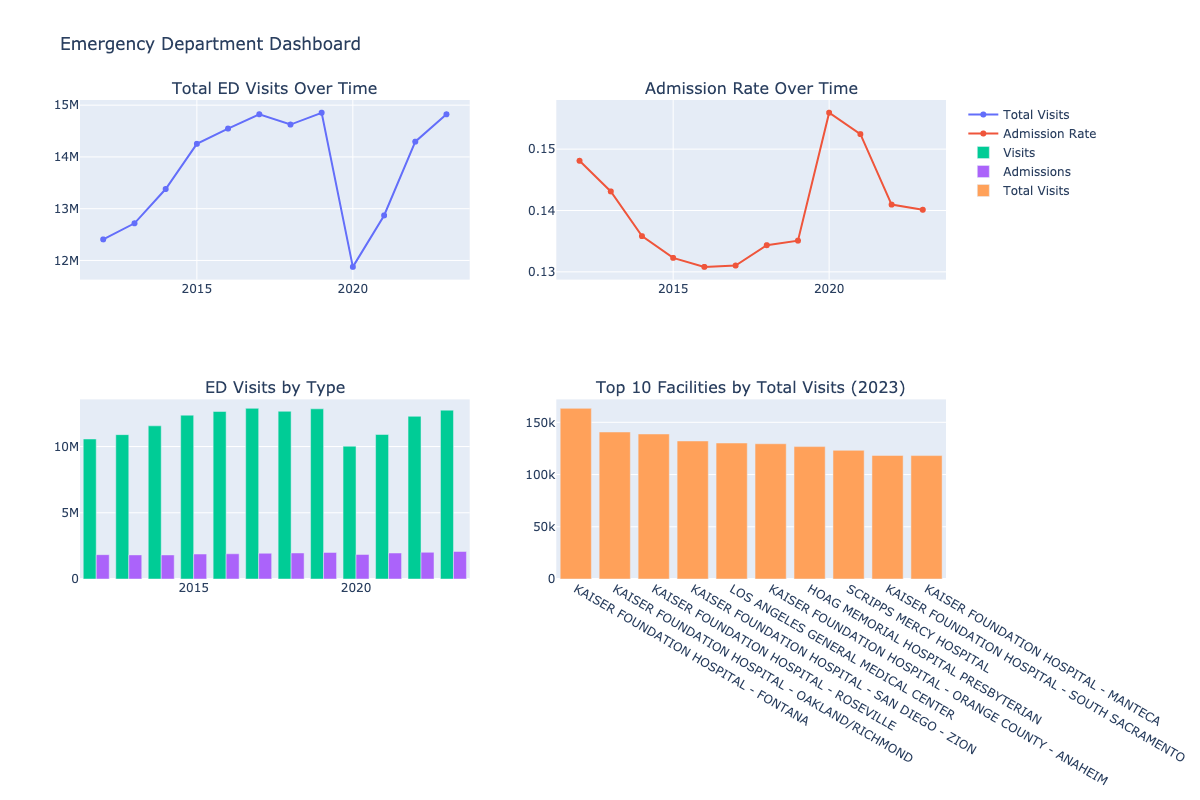 Emergency Department Dashboard
Total ED Visits Over Time
15M
14M
13M
12M
2015
2020
Admission Rate Over Time
0.15
0.14
0.13
2015
2020
Total Visits
Admission Rate
Visits
Admissions
Total Visits
ED Visits by Type
10M
5M
0
2015
2020
Top 10 Facilities by Total Visits (2023)
150k
100k
50k
0
KAISER FOUNDATION HOSPITAL - FONTANA
KAISER FOUNDATION HOSPITAL - OAKLAND/RICHMOND
KAISER FOUNDATION HOSPITAL - ROSEVILLE
KAISER FOUNDATION HOSPITAL - SAN DIEGO - ZION
LOS ANGELES GENERAL MEDICAL CENTER
KAISER FOUNDATION HOSPITAL - ORANGE COUNTY - ANAHEIM
HOAG MEMORIAL HOSPITAL PRESBYTERIAN
SCRIPPS MERCY HOSPITAL
KAISER FOUNDATION HOSPITAL - SOUTH SACRAMENTO
KAISER FOUNDATION HOSPITAL - MANTECA